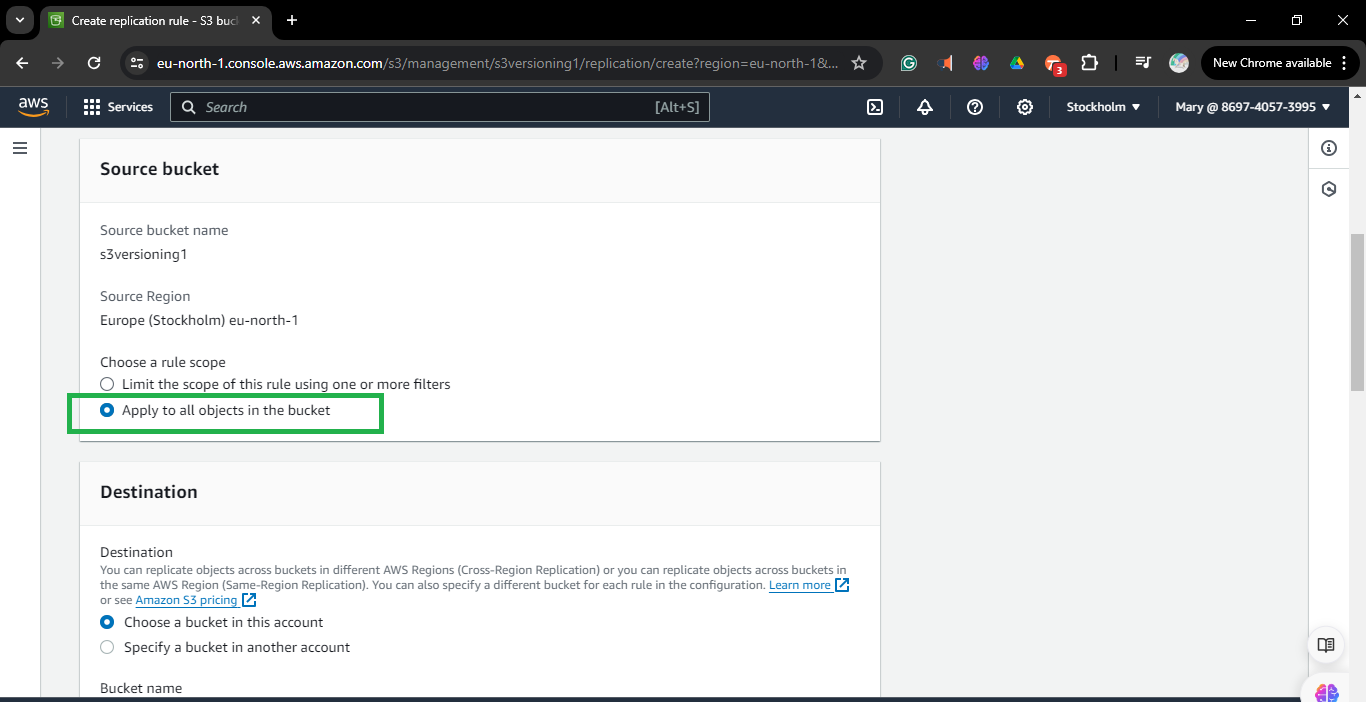 Create replication rule - S3 buc
eu-north-1.console.aws.amazon.com/s3/management/s3versioning1/replication/create?region=eu-north-1&...
3
New Chrome available
aws
Services
Search
[Alt+S]
Stockholm
Mary @ 8697-4057-3995
Source bucket
Source bucket name
s3versioning1
Source Region
Europe (Stockholm) eu-north-1
Choose a rule scope
Limit the scope of this rule using one or more filters
Apply to all objects in the bucket
Destination
Destination
You can replicate objects across buckets in different AWS Regions (Cross-Region Replication) or you can replicate objects across buckets in
the same AWS Region (Same-Region Replication). You can also specify a different bucket for each rule in the configuration. Learn more
or see Amazon S3 pricing
Choose a bucket in this account
Specify a bucket in another account
Bucket name